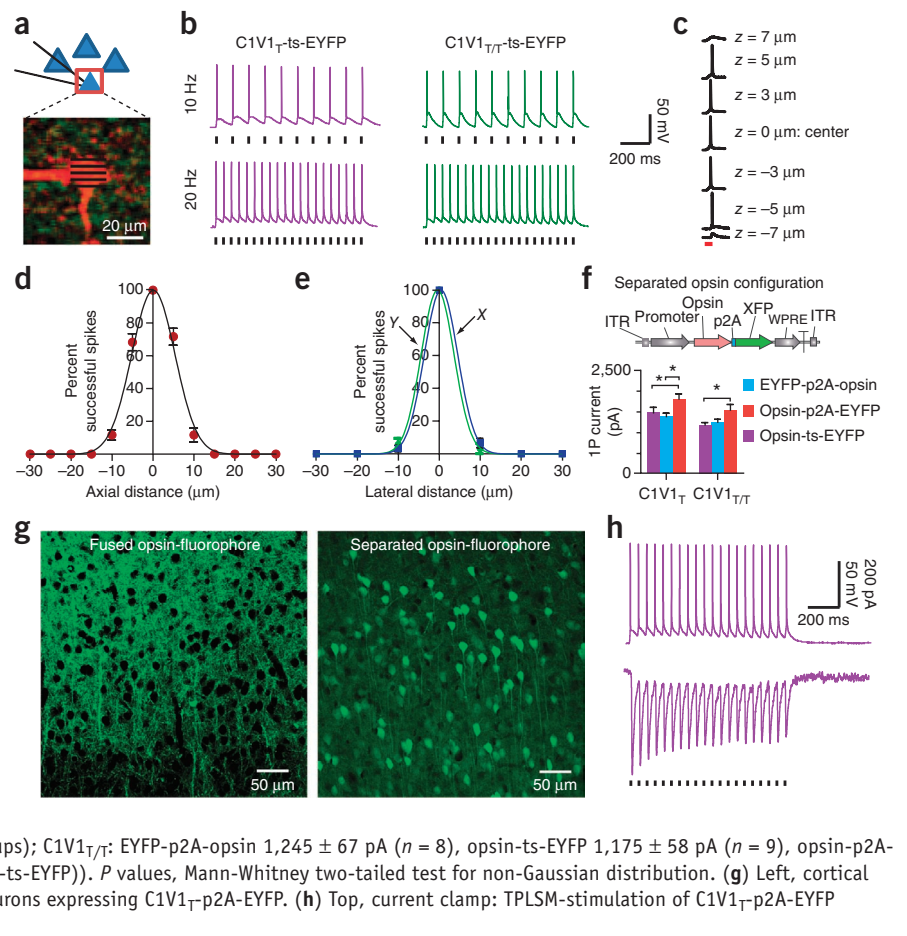 a
20 μm
b
C1V1T-ts-EYFP
C1V1T/T-ts-EYFP
10 Hz
20 Hz
50 mV
200 ms
c
z = 7 μm
z = 5 μm
z = 3 μm
z = 0 μm: center
z = –3 μm
z = –5 μm
z = –7 μm
d
Percent
successful spikes
100
80
60
40
20
–30 –20 –10 0 10 20 30
Axial distance (μm)
e
Percent
successful spikes
100
80
60
40
20
Y
X
–30 –20 –10 0 10 20 30
Lateral distance (μm)
f
Separated opsin configuration
ITR
Promoter
Opsin
p2A
XFP
WPRE
ITR
2,500
0
1P current
(pA)
* *
*
C1V1T
C1V1T/T
EYFP-p2A-opsin
Opsin-p2A-EYFP
Opsin-ts-EYFP
g
Fused opsin-fluorophore
50 μm
Separated opsin-fluorophore
50 μm
h
200 pA
50 mV
200 ms
ups); C1V1T/T: EYFP-p2A-opsin 1,245 ± 67 pA (n = 8), opsin-ts-EYFP 1,175 ± 58 pA (n = 9), opsin-p2A-
-ts-EYFP)). P values, Mann-Whitney two-tailed test for non-Gaussian distribution. (g) Left, cortical
urons expressing C1V1T-p2A-EYFP. (h) Top, current clamp: TPLSM-stimulation of C1V1T-p2A-EYFP